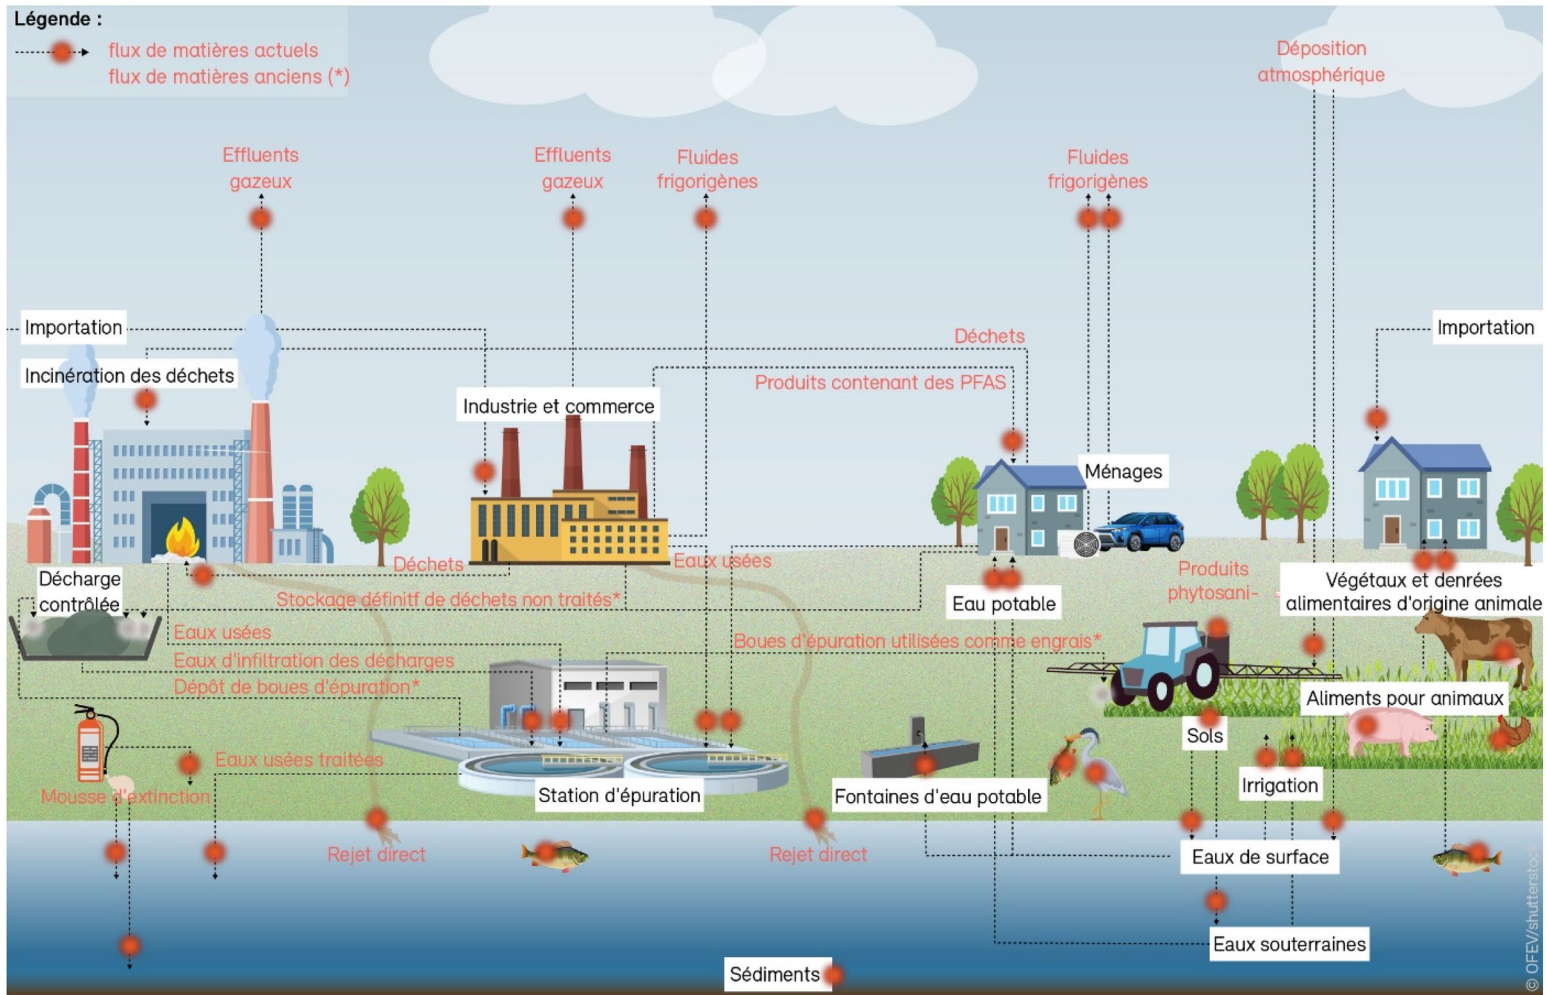 Légende :
flux de matières actuels
flux de matières anciens (*)
Déposition
atmosphérique
Effluents
gazeux
Effluents
gazeux
Fluides
frigorigènes
Fluides
frigorigènes
Importation
Importation
Déchets
Incinération des déchets
Produits contenant des PFAS
Industrie et commerce
Ménages
Déchets
Eaux usées
Décharge
contrôlée
Stockage définitf de déchets non traités*
Eau potable
Produits
phytosani-
Végétaux et denrées
alimentaires d'origine animale
Eaux usées
Boues d'épuration utilisées comme engrais*
Eaux d'infiltration des décharges
Dépôt de boues d'épuration*
Aliments pour animaux
Sols
Eaux usées traitées
Mousse d'extinction
Station d'épuration
Fontaines d'eau potable
Irrigation
Rejet direct
Rejet direct
Eaux de surface
Eaux souterraines
Sédiments
© OFEV/shutterstock